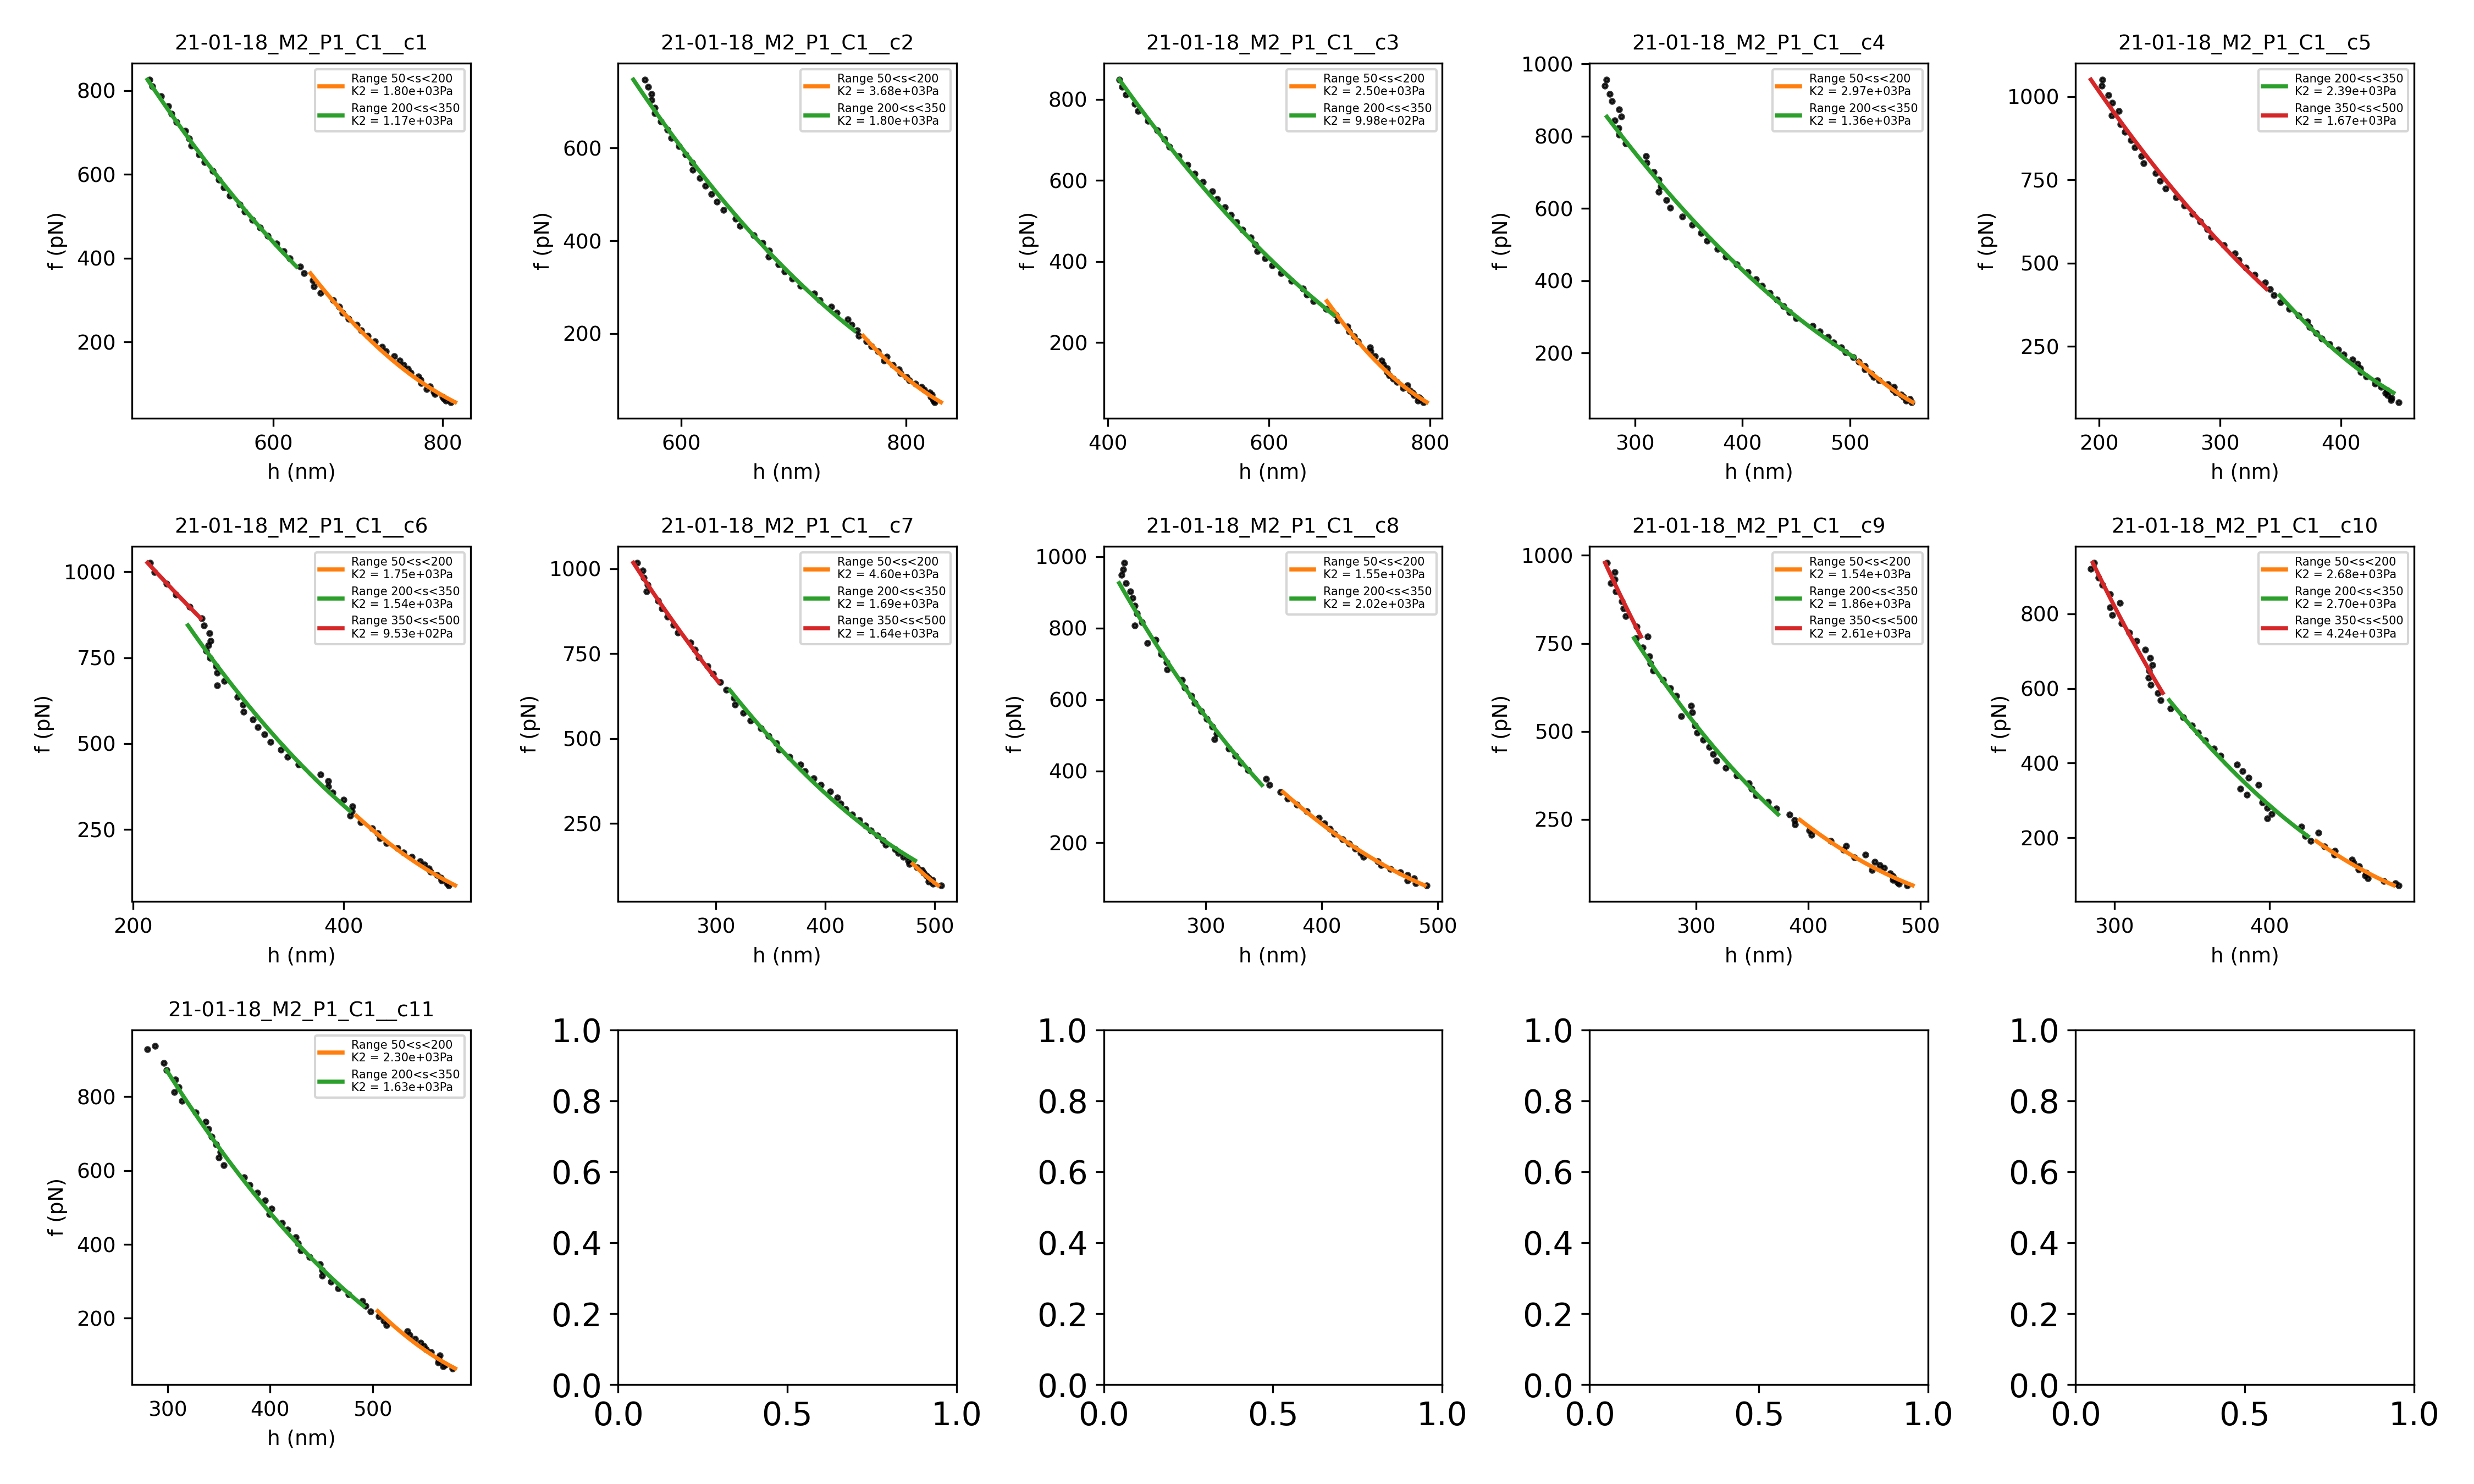 21-01-18_M2_P1_C1__c1
Range 50<s<200
K2 = 1.80e+03Pa
Range 200<s<350
K2 = 1.17e+03Pa
800
600
400
200
f (pN)
600 800
h (nm)
21-01-18_M2_P1_C1__c2
Range 50<s<200
K2 = 3.68e+03Pa
Range 200<s<350
K2 = 1.80e+03Pa
600
400
200
f (pN)
600 800
h (nm)
21-01-18_M2_P1_C1__c3
Range 50<s<200
K2 = 2.50e+03Pa
Range 200<s<350
K2 = 9.98e+02Pa
800
600
400
200
f (pN)
400 600 800
h (nm)
21-01-18_M2_P1_C1__c4
Range 50<s<200
K2 = 2.97e+03Pa
Range 200<s<350
K2 = 1.36e+03Pa
1000
800
600
400
200
f (pN)
300 400 500
h (nm)
21-01-18_M2_P1_C1__c5
Range 200<s<350
K2 = 2.39e+03Pa
Range 350<s<500
K2 = 1.67e+03Pa
1000
750
500
250
f (pN)
200 300 400
h (nm)
21-01-18_M2_P1_C1__c6
Range 50<s<200
K2 = 1.75e+03Pa
Range 200<s<350
K2 = 1.54e+03Pa
Range 350<s<500
K2 = 9.53e+02Pa
1000
750
500
250
f (pN)
200 400
h (nm)
21-01-18_M2_P1_C1__c7
Range 50<s<200
K2 = 4.60e+03Pa
Range 200<s<350
K2 = 1.69e+03Pa
Range 350<s<500
K2 = 1.64e+03Pa
1000
750
500
250
f (pN)
300 400 500
h (nm)
21-01-18_M2_P1_C1__c8
Range 50<s<200
K2 = 1.55e+03Pa
Range 200<s<350
K2 = 2.02e+03Pa
1000
800
600
400
200
f (pN)
300 400 500
h (nm)
21-01-18_M2_P1_C1__c9
Range 50<s<200
K2 = 1.54e+03Pa
Range 200<s<350
K2 = 1.86e+03Pa
Range 350<s<500
K2 = 2.61e+03Pa
1000
750
500
250
f (pN)
300 400 500
h (nm)
21-01-18_M2_P1_C1__c10
Range 50<s<200
K2 = 2.68e+03Pa
Range 200<s<350
K2 = 2.70e+03Pa
Range 350<s<500
K2 = 4.24e+03Pa
800
600
400
200
f (pN)
300 400
h (nm)
21-01-18_M2_P1_C1__c11
Range 50<s<200
K2 = 2.30e+03Pa
Range 200<s<350
K2 = 1.63e+03Pa
800
600
400
200
f (pN)
300 400 500
h (nm)
1.0
0.8
0.6
0.4
0.2
0.0
0.0 0.5 1.0
1.0
0.8
0.6
0.4
0.2
0.0
0.0 0.5 1.0
1.0
0.8
0.6
0.4
0.2
0.0
0.0 0.5 1.0
1.0
0.8
0.6
0.4
0.2
0.0
0.0 0.5 1.0